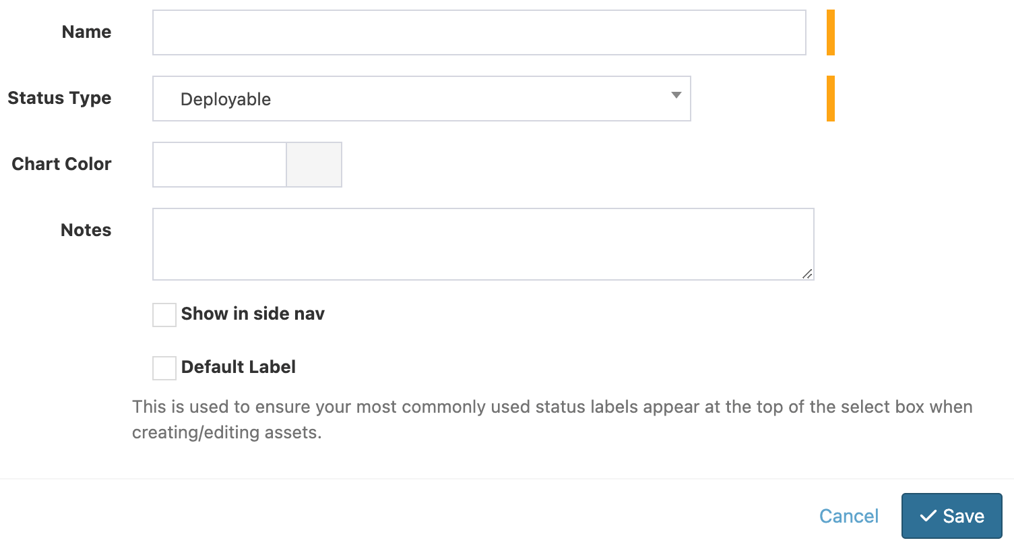 Name
Status Type
Deployable
Chart Color
Notes
Show in side nav
Default Label
This is used to ensure your most commonly used status labels appear at the top of the select box when
creating/editing assets.
Cancel
Save